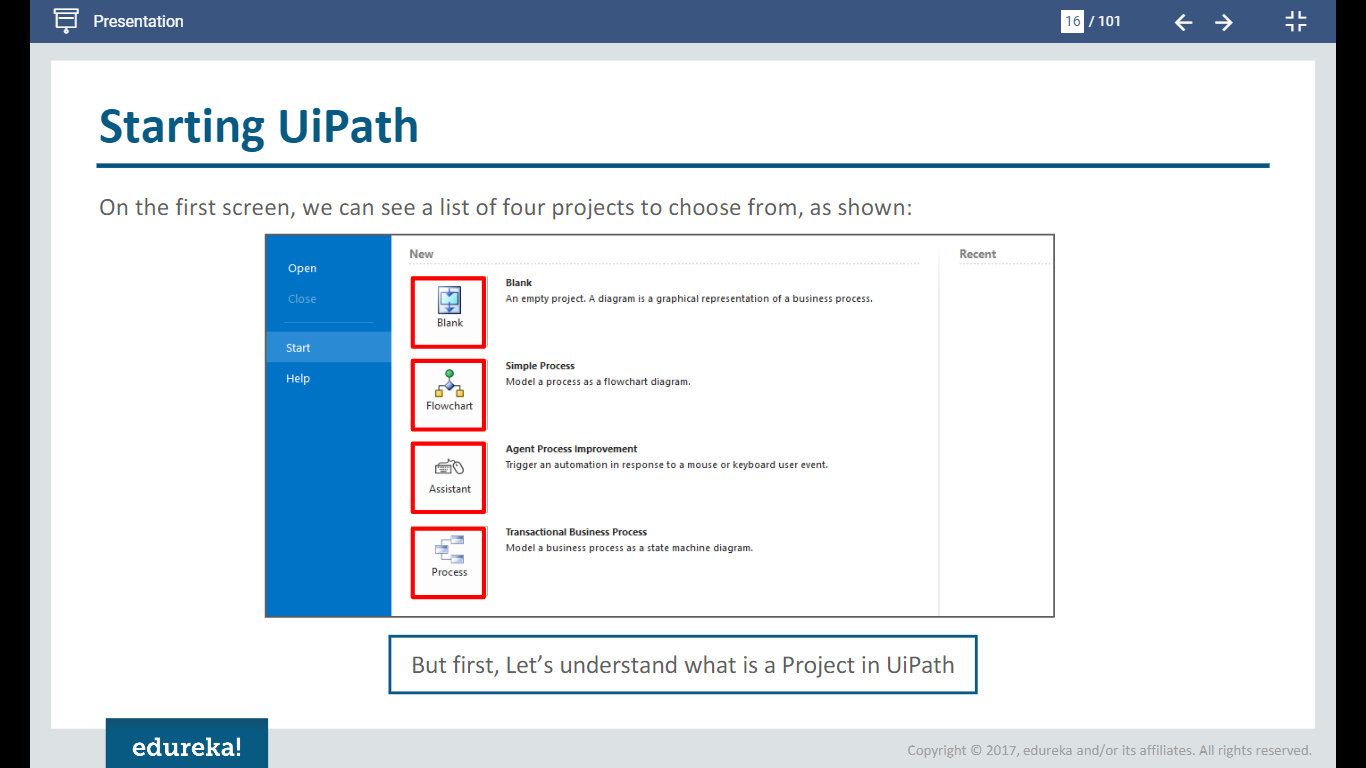 Presentation
16 / 101
Starting UiPath
On the first screen, we can see a list of four projects to choose from, as shown:
Open
Close
Start
Help
New
Blank
Blank
An empty project. A diagram is a graphical representation of a business process.
Flowchart
Simple Process
Model a process as a flowchart diagram.
Assistant
Agent Process Improvement
Trigger an automation in response to a mouse or keyboard user event.
Process
Transactional Business Process
Model a business process as a state machine diagram.
Recent
But first, Let’s understand what is a Project in UiPath
edureka!
Copyright © 2017, edureka and/or its affiliates. All rights reserved.